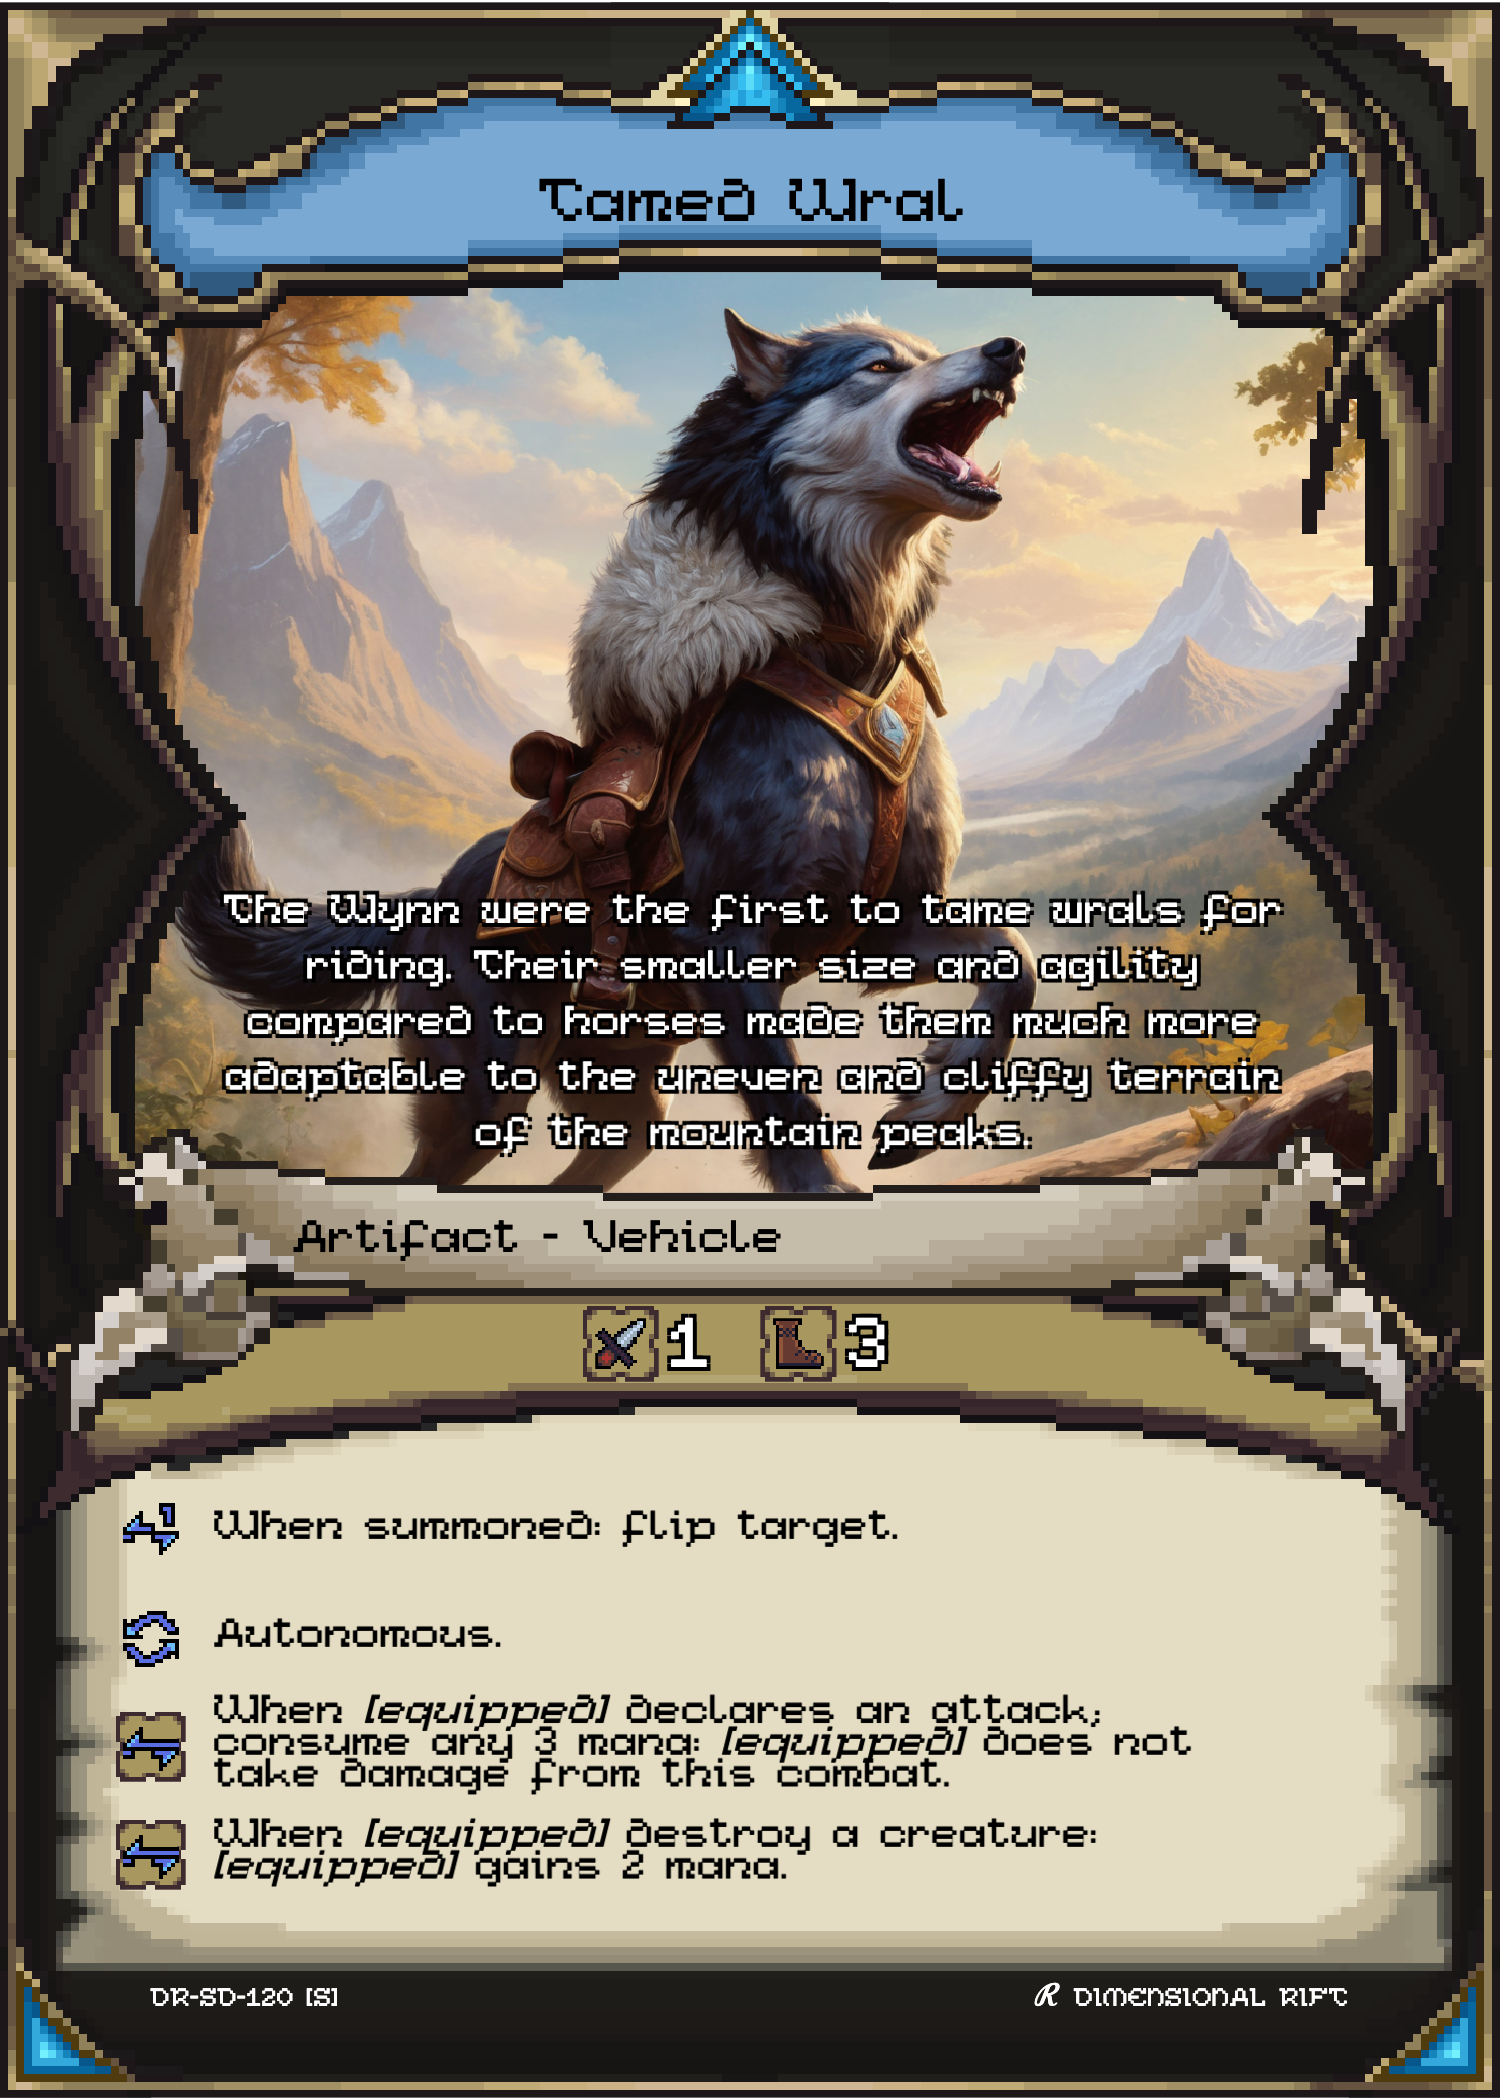 Tamed Wral
The Wynn were the first to tame wrals for
riding. Their smaller size and agility
compared to horses made them much more
adaptable to the uneven and cliffy terrain
of the mountain peaks.
Artifact - Vehicle
1 3
When summoned: flip target.
Autonomous.
When [equipped] declares an attack;
consume any 3 mana: [equipped] does not
take damage from this combat.
When [equipped] destroy a creature:
[equipped] gains 2 mana.
DR-SD-120 [S]
R DIMENSIONAL RIFT